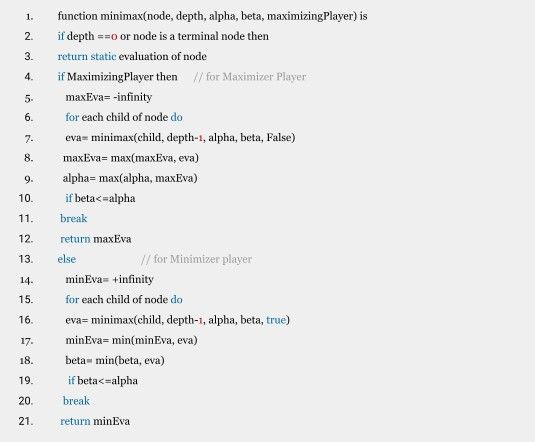 1. function minimax(node, depth, alpha, beta, maximizingPlayer) is
2. if depth ==0 or node is a terminal node then
3. return static evaluation of node
4. if MaximizingPlayer then // for Maximizer Player
5. maxEva= -infinity
6. for each child of node do
7. eva= minimax(child, depth-1, alpha, beta, False)
8. maxEva= max(maxEva, eva)
9. alpha= max(alpha, maxEva)
10. if beta<=alpha
11. break
12. return maxEva
13. else // for Minimizer player
14. minEva= +infinity
15. for each child of node do
16. eva= minimax(child, depth-1, alpha, beta, true)
17. minEva= min(minEva, eva)
18. beta= min(beta, eva)
19. if beta<=alpha
20. break
21. return minEva